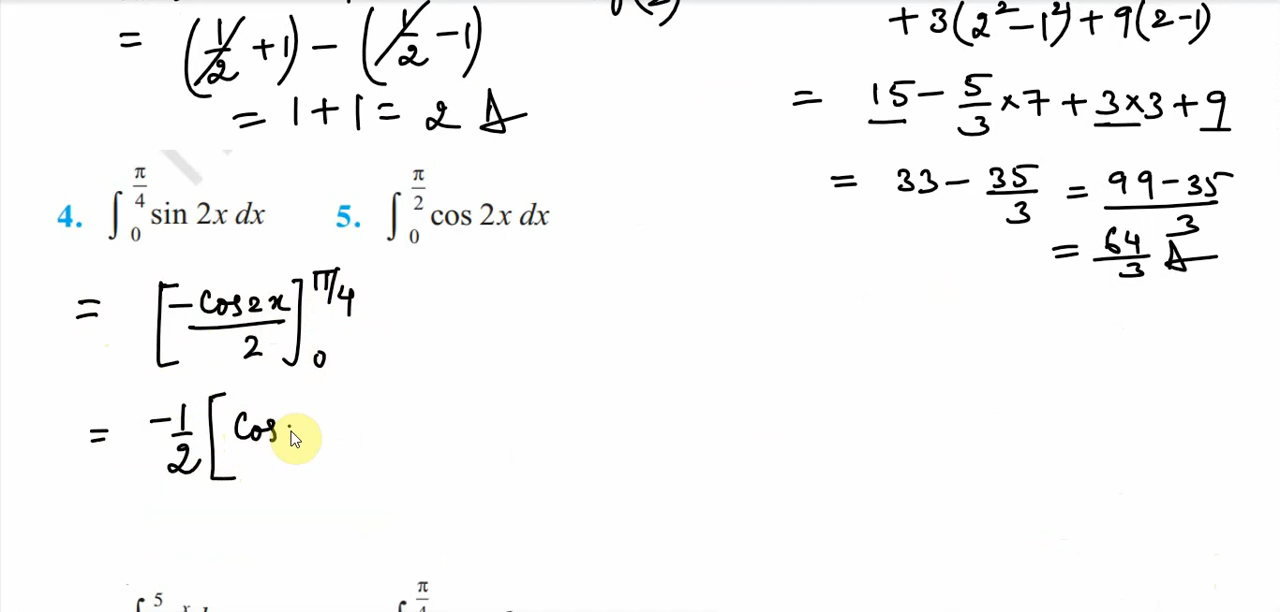 = (1/2 + 1) - (1/2 - 1)
= 1 + 1 = 2 A
4. ∫₀^{π/4} sin 2x dx
= [-cos2x/2]₀^{π/4}
= -1/2 [cos
5. ∫₀^{π/2} cos 2x dx
+ 3(2² - 1²) + 9(2-1)
= 15 - 5/3 × 7 + 3×3 + 9
= 33 - 35/3 = (99-35)/3
= 64/3 A